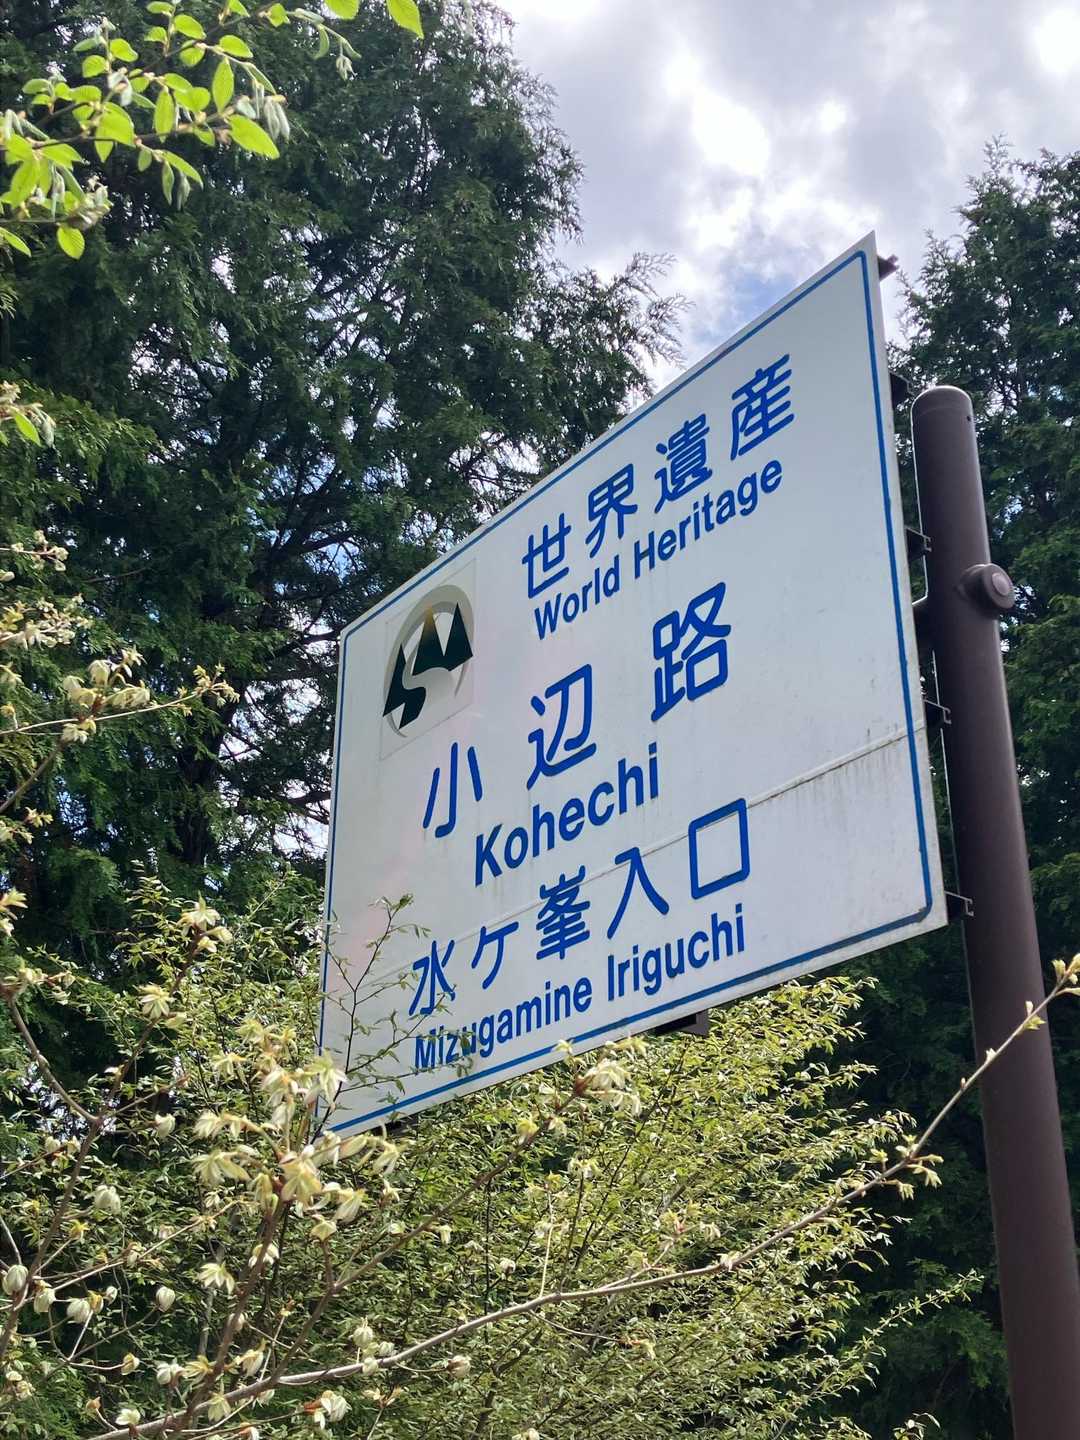 世界遺産
World Heritage
小辺路
Kohechi
水ケ峯入口
Mizugamine Iriguchi